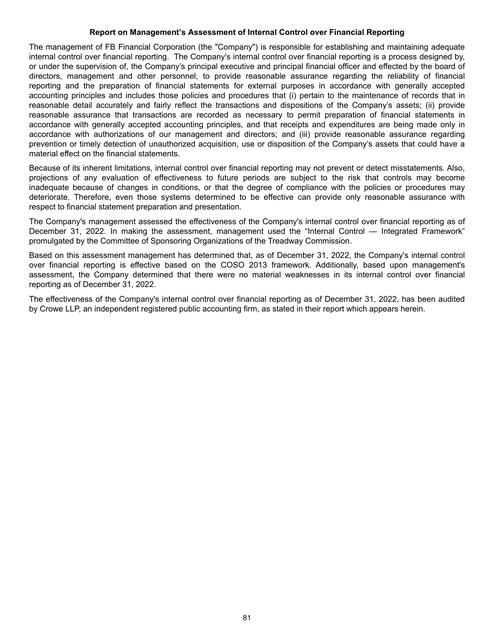 Report on Management's Assessment of Internal Control over Financial Reporting
The management of FB Financial Corporation (the "Company") is responsible for establishing and maintaining adequate
internal control over financial reporting. The Company's internal control over financial reporting is a process designed by,
or under the supervision of, the Company's principal executive and principal financial officer and effected by the board of
directors, management and other personnel, to provide reasonable assurance regarding the reliability of financial
reporting and the preparation of financial statements for external purposes in accordance with generally accepted
accounting principles and includes those policies and procedures that (i) pertain to the maintenance of records that in
reasonable detail accurately and fairly reflect the transactions and dispositions of the Company's assets; (ii) provide
reasonable assurance that transactions are recorded as necessary to permit preparation of financial statements in
accordance with generally accepted accounting principles, and that receipts and expenditures are being made only in
accordance with authorizations of our management and directors; and (iii) provide reasonable assurance regarding
prevention or timely detection of unauthorized acquisition, use or disposition of the Company's assets that could have a
material effect on the financial statements.
Because of its inherent limitations, internal control over financial reporting may not prevent or detect misstatements. Also,
projections of any evaluation of effectiveness to future periods are subject to the risk that controls may become
inadequate because of changes in conditions, or that the degree of compliance with the policies or procedures may
deteriorate. Therefore, even those systems determined to be effective can provide only reasonable assurance with
respect to financial statement preparation and presentation.
The Company's management assessed the effectiveness of the Company's internal control over financial reporting as of
December 31, 2022. In making the assessment, management used the “Internal Control — Integrated Framework”
promulgated by the Committee of Sponsoring Organizations of the Treadway Commission.
Based on this assessment management has determined that, as of December 31, 2022, the Company's internal control
over financial reporting is effective based on the COSO 2013 framework. Additionally, based upon management's
assessment, the Company determined that there were no material weaknesses in its internal control over financial
reporting as of December 31, 2022.
The effectiveness of the Company's internal control over financial reporting as of December 31, 2022, has been audited
by Crowe LLP, an independent registered public accounting firm, as stated in their report which appears herein.
81